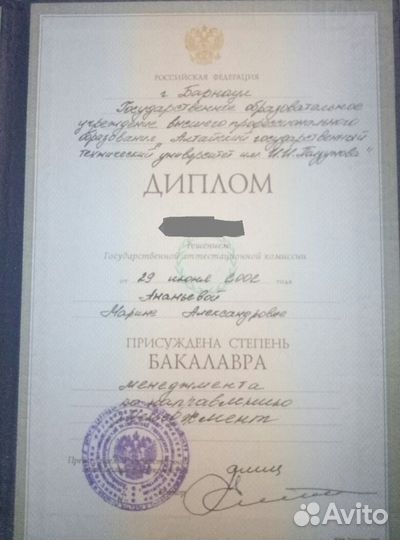 РОССИЙСКАЯ ФЕДЕРАЦИЯ
г. Барнаул
Государственное образовательное
учреждение высшего профессионального
образования „Алтайский государственный
технический университет им. И.И. Ползунова"
ДИПЛОМ
Решением
Государственной аттестационной комиссии
от 29 июня 2002 года
Ананьевой
Марине Александровне
ПРИСУЖДЕНА СТЕПЕНЬ
БАКАЛАВРА
менеджмента
по направлению
Менеджмент
Avito